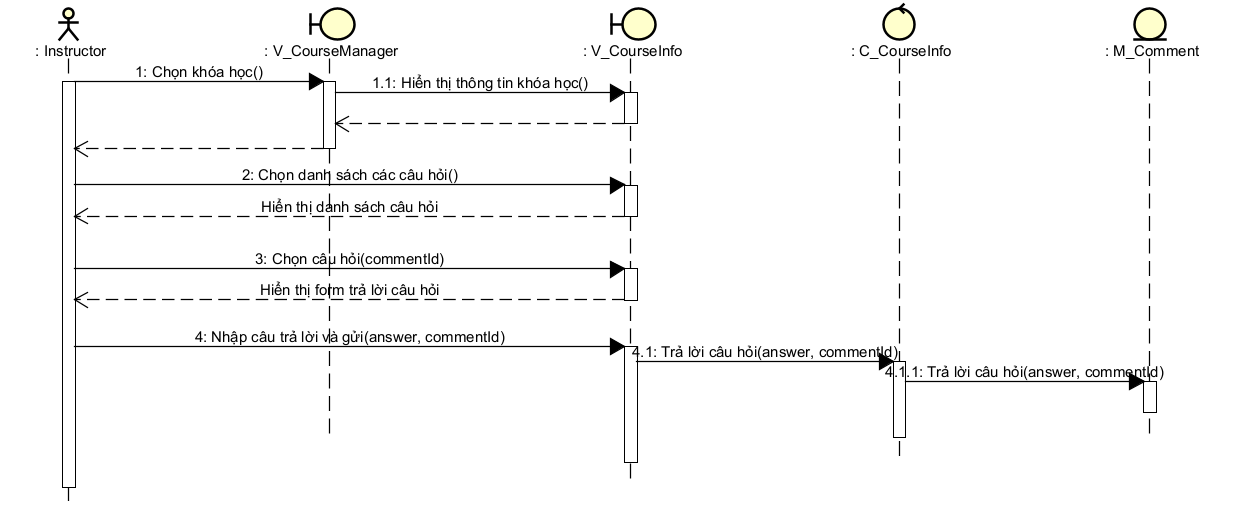 : Instructor
: V_CourseManager
: V_CourseInfo
: C_CourseInfo
: M_Comment
1: Chọn khóa học()
1.1: Hiển thị thông tin khóa học()
2: Chọn danh sách các câu hỏi()
Hiển thị danh sách câu hỏi
3: Chọn câu hỏi(commentId)
Hiển thị form trả lời câu hỏi
4: Nhập câu trả lời và gửi(answer, commentId)
4.1: Trả lời câu hỏi(answer, commentId)
4.1.1: Trả lời câu hỏi(answer, commentId)